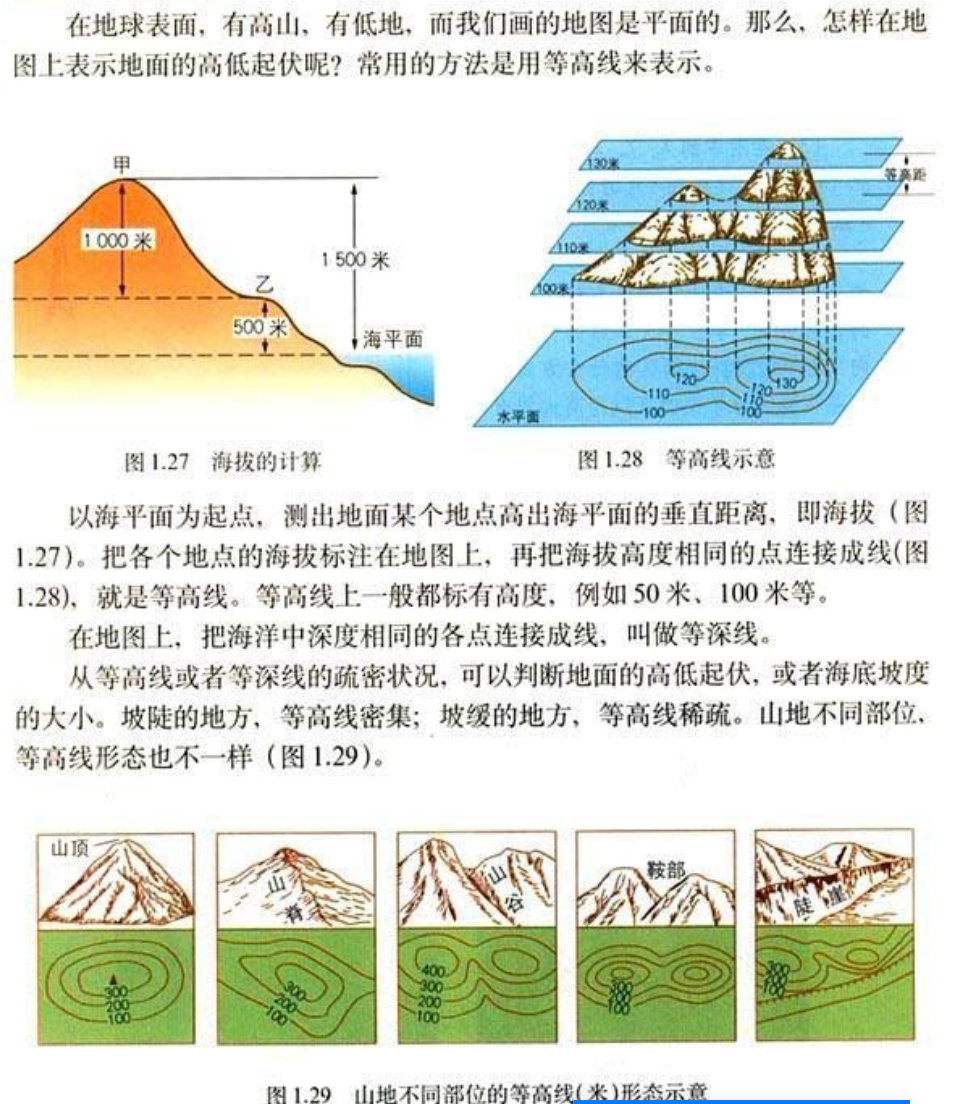 在地球表面，有高山，有低地，而我们画的地图是平面的。那么，怎样在地
图上表示地面的高低起伏呢？常用的方法是用等高线来表示。
甲
1 000 米
乙
500 米
1 500 米
海平面
130米
120米
110米
100米
等高距
120
110
100
130
120
110
100
水平面
图 1.27 海拔的计算
图 1.28 等高线示意
以海平面为起点，测出地面某个地点高出海平面的垂直距离，即海拔（图
1.27）。把各个地点的海拔标注在地图上，再把海拔高度相同的点连接成线(图
1.28)，就是等高线。等高线上一般都标有高度，例如 50 米、100 米等。
在地图上，把海洋中深度相同的各点连接成线，叫做等深线。
从等高线或者等深线的疏密状况，可以判断地面的高低起伏，或者海底坡度
的大小。坡陡的地方，等高线密集；坡缓的地方，等高线稀疏。山地不同部位，
等高线形态也不一样（图 1.29）。
山顶
300
200
100
山脊
300
200
100
山谷
400
300
200
100
鞍部
300
200
100
陡崖
300
200
100
图 1.29 山地不同部位的等高线(米)形态示意